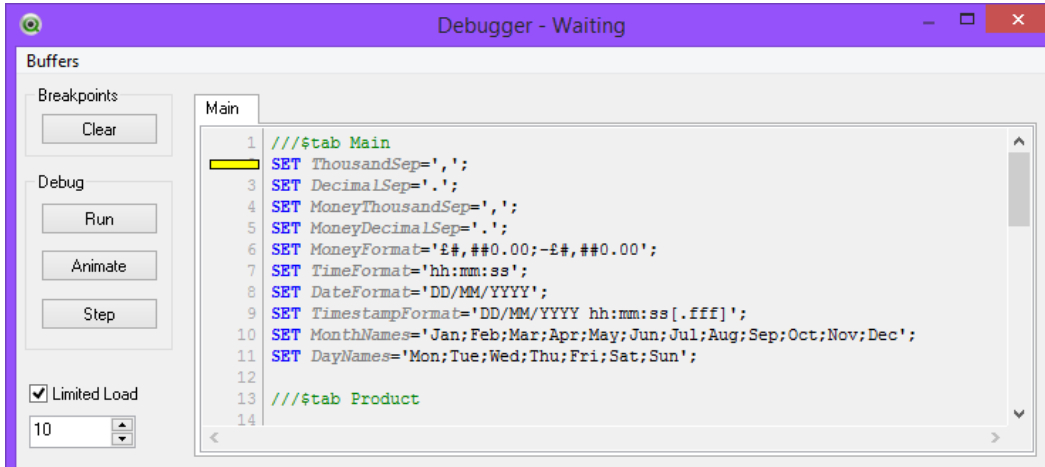 Debugger - Waiting
Buffers
Breakpoints
Clear
Debug
Run
Animate
Step
Limited Load
10
Main
1 ///$tab Main
SET ThousandSep=',';
3 SET DecimalSep='.';
4 SET MoneyThousandSep=',';
5 SET MoneyDecimalSep='.';
6 SET MoneyFormat='£#,##0.00;-£#,##0.00';
7 SET TimeFormat='hh:mm:ss';
8 SET DateFormat='DD/MM/YYYY';
9 SET TimestampFormat='DD/MM/YYYY hh:mm:ss[.fff]';
10 SET MonthNames='Jan;Feb;Mar;Apr;May;Jun;Jul;Aug;Sep;Oct;Nov;Dec';
11 SET DayNames='Mon;Tue;Wed;Thu;Fri;Sat;Sun';
12
13 ///$tab Product
14